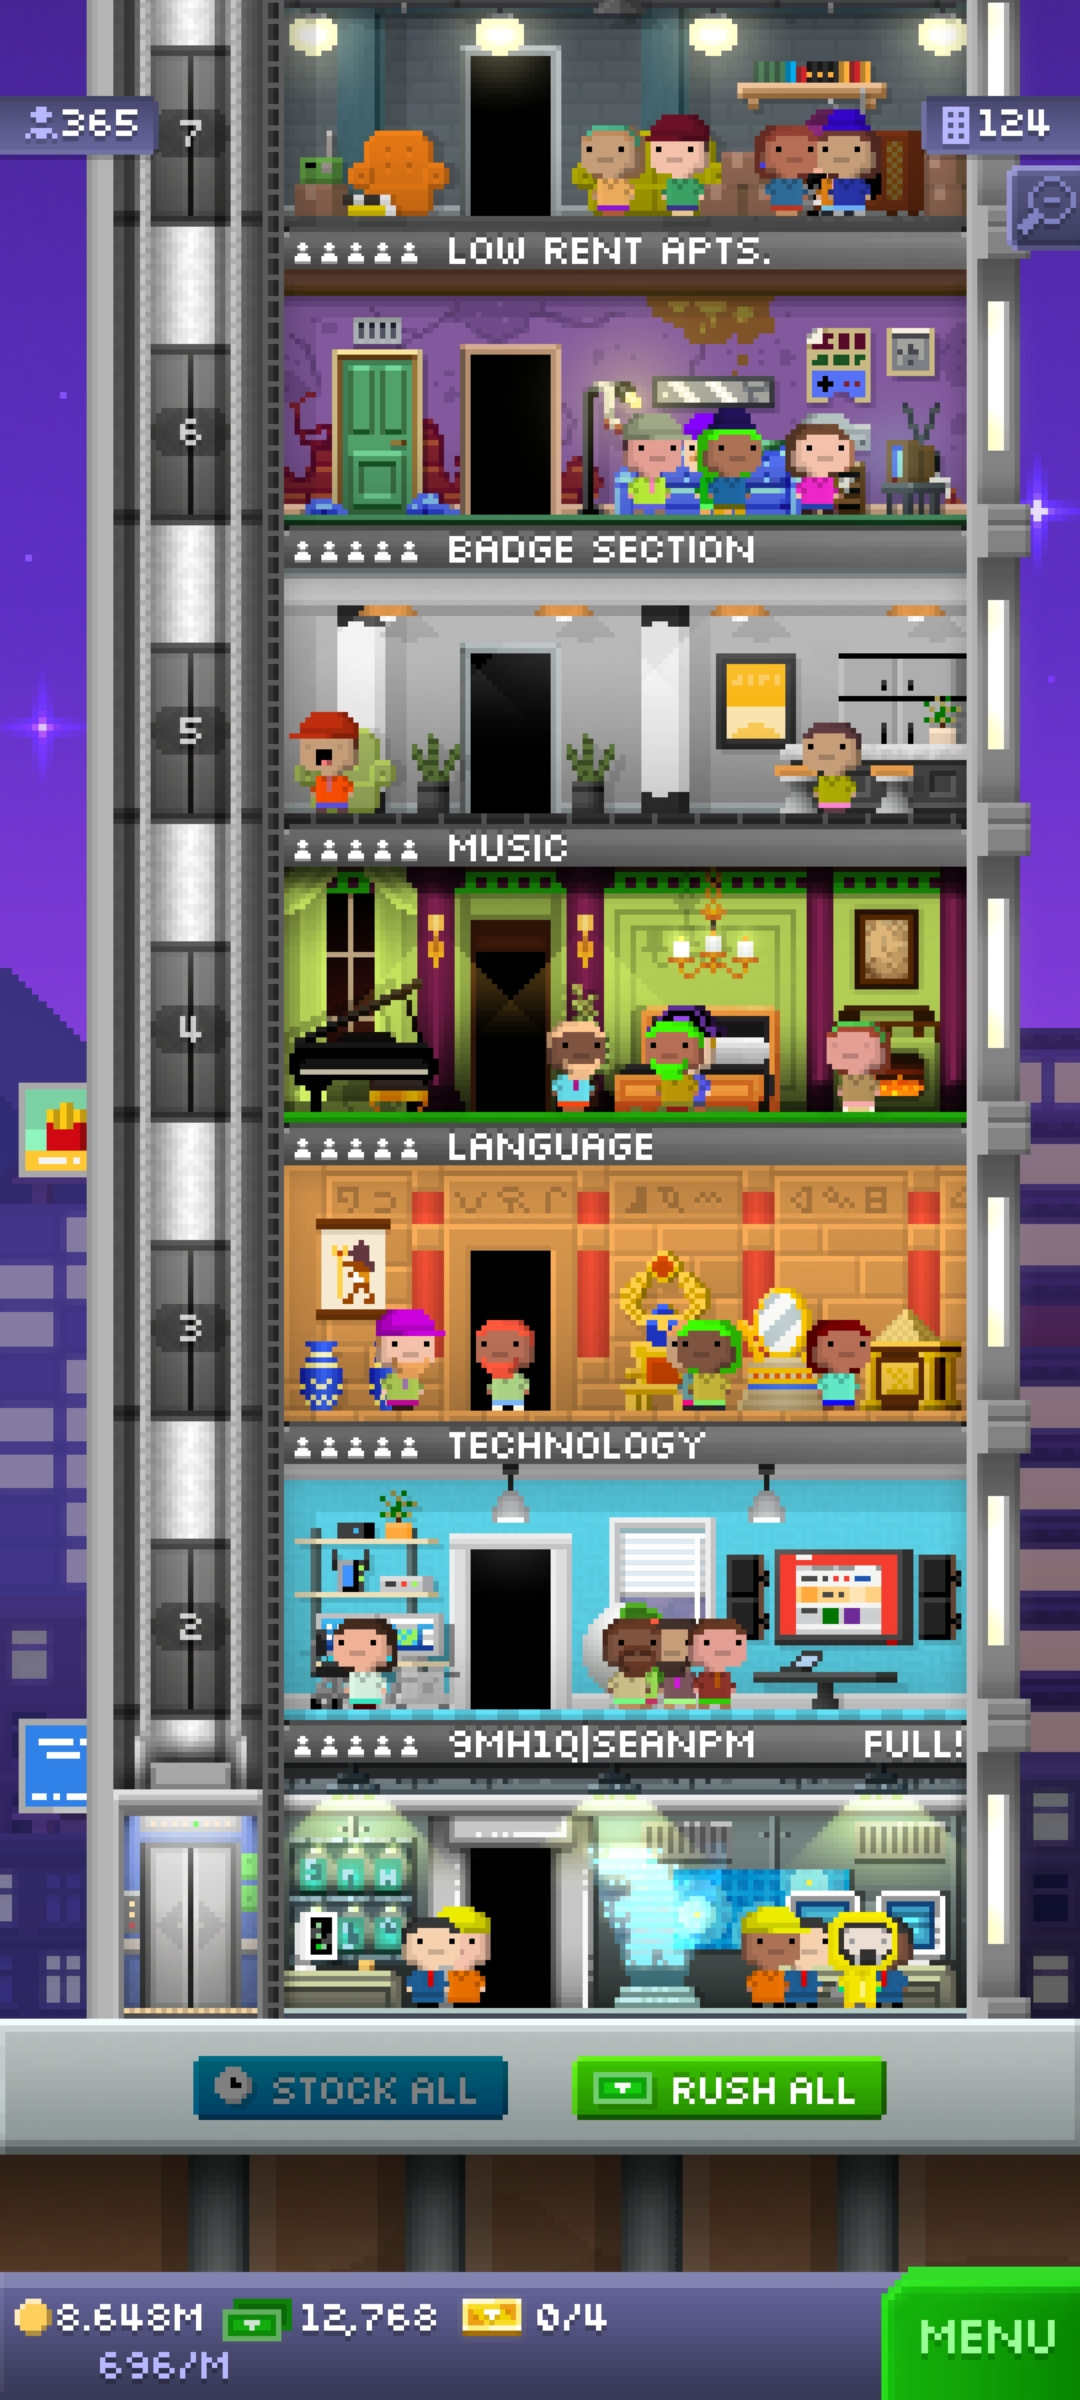 365
7
124
LOW RENT APTS.
6
BADGE SECTION
5
MUSIC
4
LANGUAGE
3
TECHNOLOGY
2
9MH1Q|SEANPM FULL!
STOCK ALL
RUSH ALL
8.648M 12,768 0/4
696/M
MENU